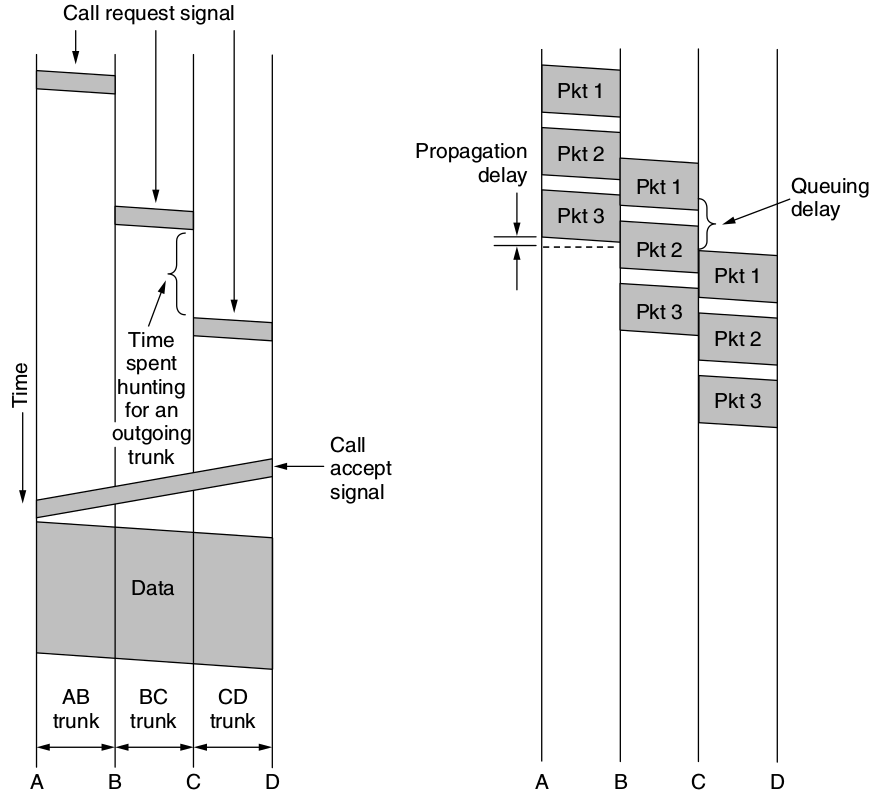 Call request signal
Time
spent
hunting
for an
outgoing
trunk
Time
Call
accept
signal
Data
AB
trunk
BC
trunk
CD
trunk
A
B
C
D
Pkt 1
Pkt 2
Pkt 3
Propagation
delay
Pkt 1
Pkt 2
Pkt 3
Queuing
delay
Pkt 1
Pkt 2
Pkt 3
A
B
C
D